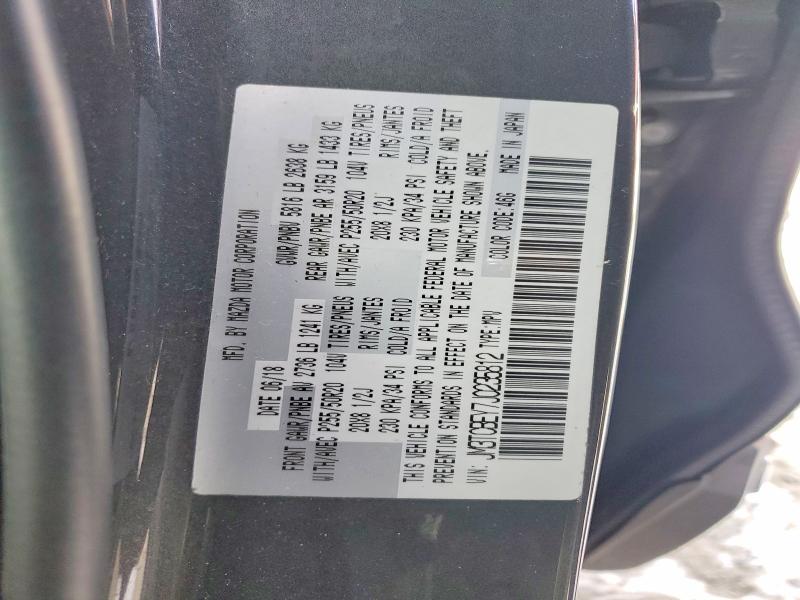 MFD. BY MAZDA MOTOR CORPORATION
DATE 06/18 GVWR/PNBV 5816 LB 2638 KG
FRONT GAWR/PNBE AV 2736 LB 1241 KG REAR GAWR/PNBE AR 3159 LB 1433 KG
WITH/AVEC P255/50R20 104V TIRES/PNEUS WITH/AVEC P255/50R20 104V TIRES/PNEUS
20X8 1/2J RIMS/JANTES 20X8 1/2J RIMS/JANTES
230 KPA/34 PSI COLD/A FROID 230 KPA/34 PSI COLD/A FROID
THIS VEHICLE CONFORMS TO ALL APPLICABLE FEDERAL MOTOR VEHICLE SAFETY AND THEFT
PREVENTION STANDARDS IN EFFECT ON THE DATE OF MANUFACTURE SHOWN ABOVE.
VIN: JM3TCBEY7J0235812 TYPE:MPV COLOR CODE:46G MADE IN JAPAN